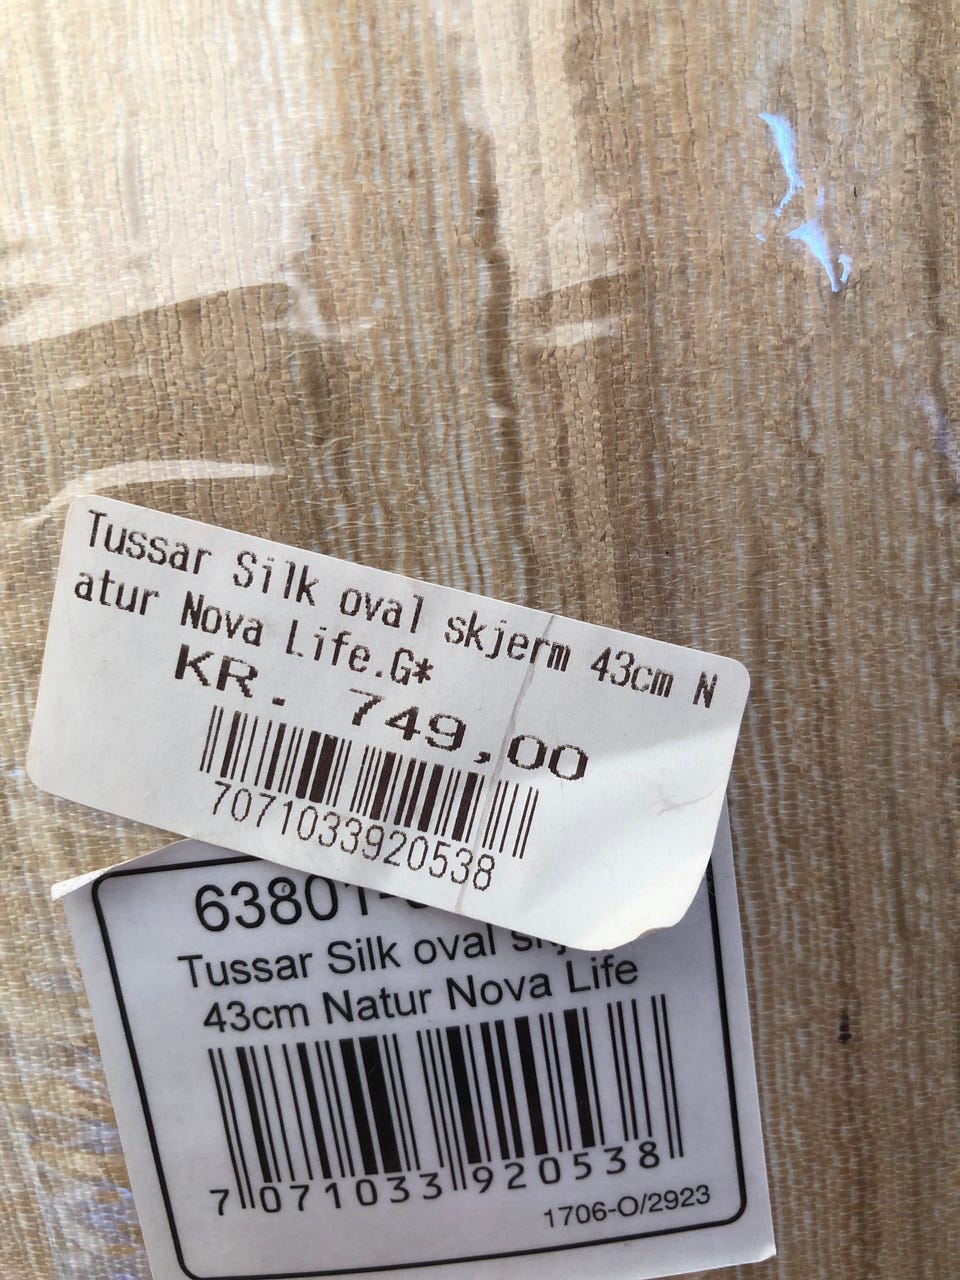 Tussar Silk oval skjerm 43cm N
atur Nova Life.G*
KR. 749,00
7071033920538
63801-
Tussar Silk oval
43cm Natur Nova Life
7 071033 920538
1706-O/2923